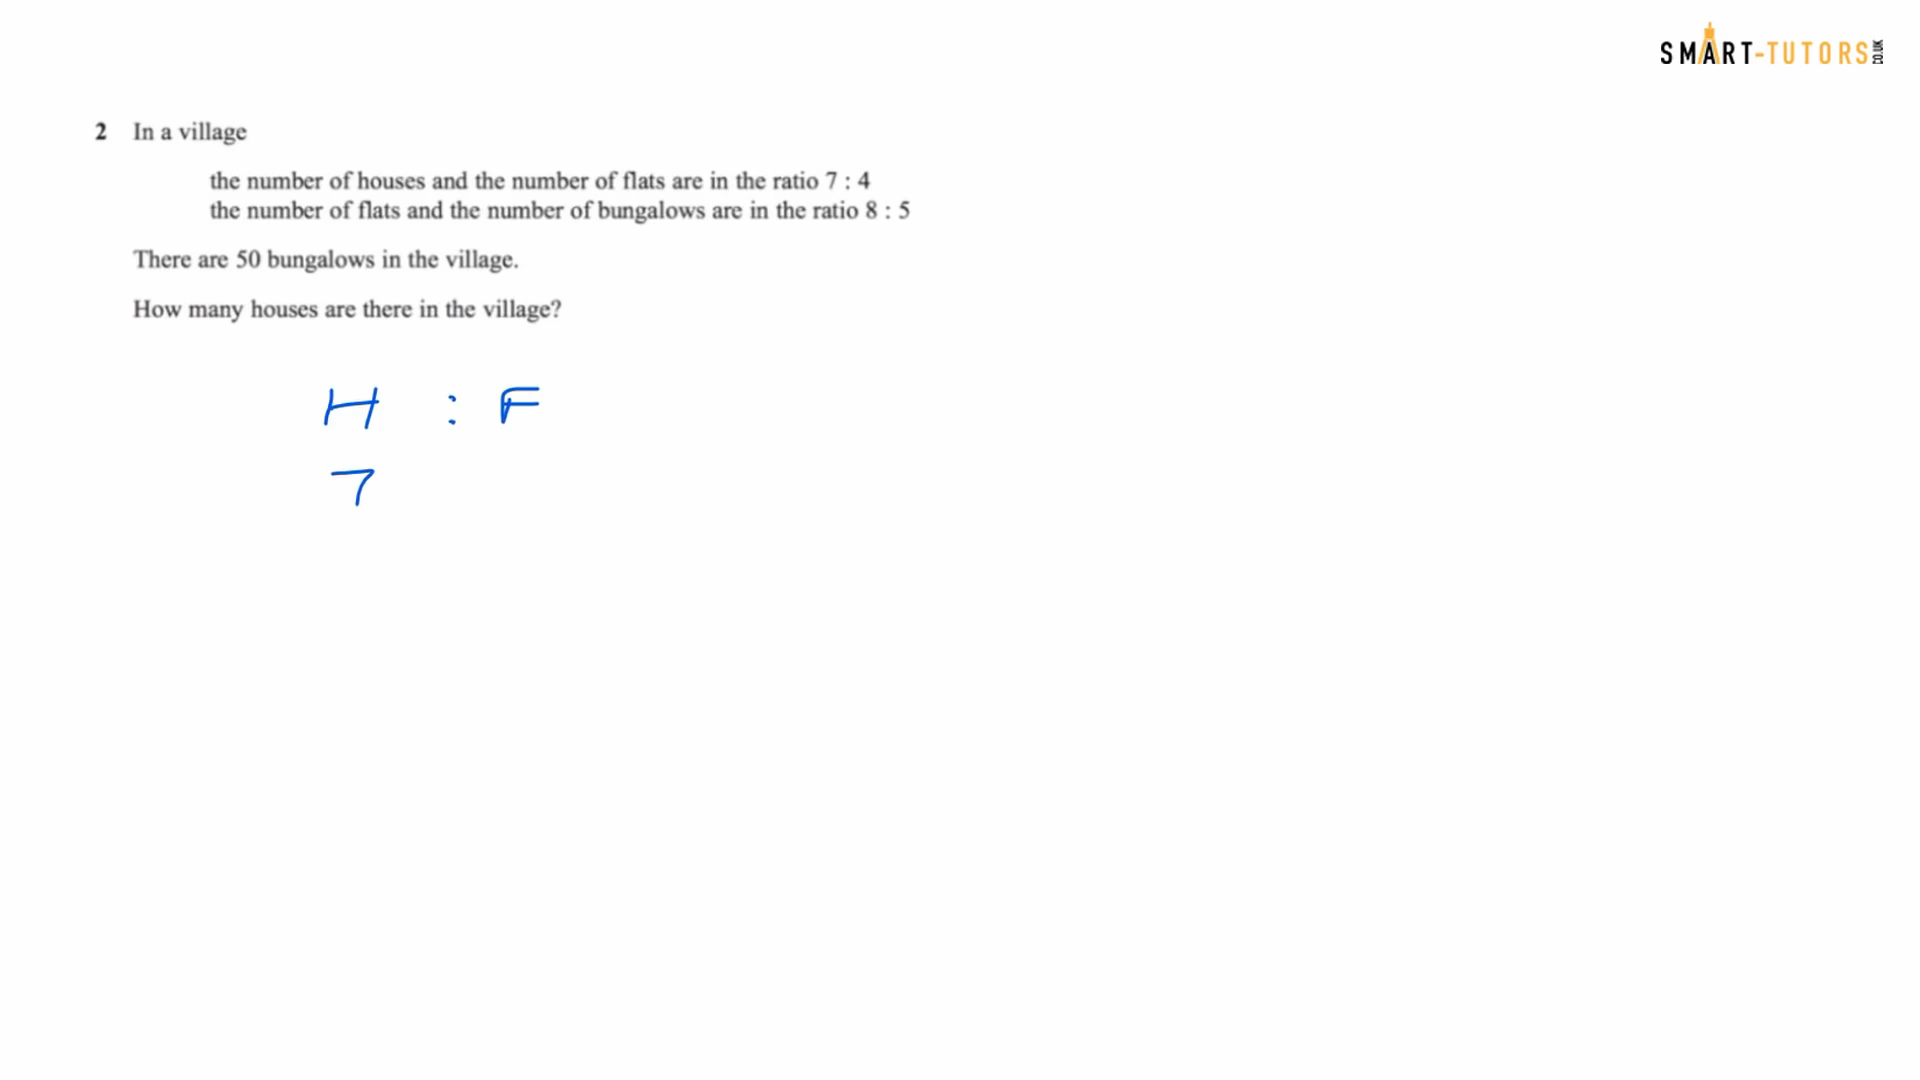 SMART-TUTORS.CO.UK
2 In a village
the number of houses and the number of flats are in the ratio 7 : 4
the number of flats and the number of bungalows are in the ratio 8 : 5
There are 50 bungalows in the village.
How many houses are there in the village?
H : F
7